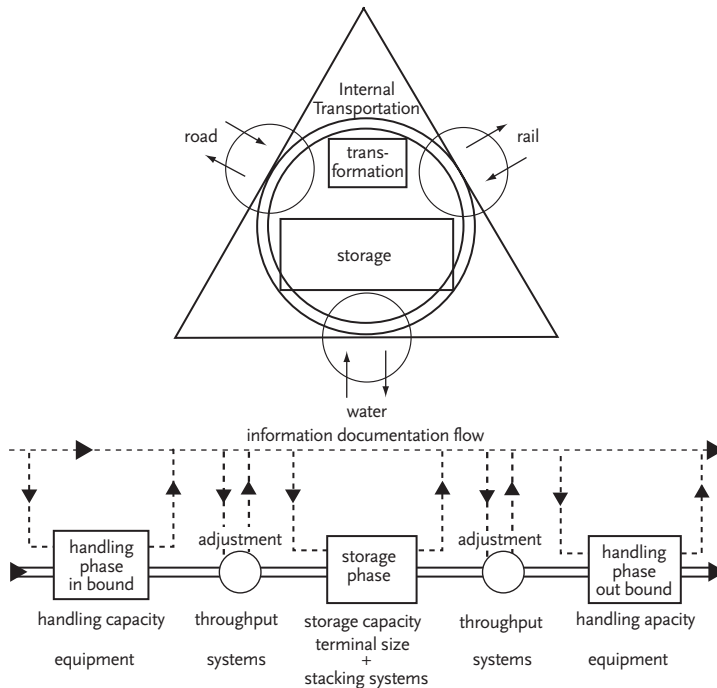 Internal
Transportation
road
rail
trans-
formation
storage
water
information documentation flow
adjustment
adjustment
handling
phase
in bound
storage
phase
handling
phase
out bound
handling capacity
throughput
storage capacity
throughput
handling apacity
terminal size
equipment
systems
+
systems
equipment
stacking systems